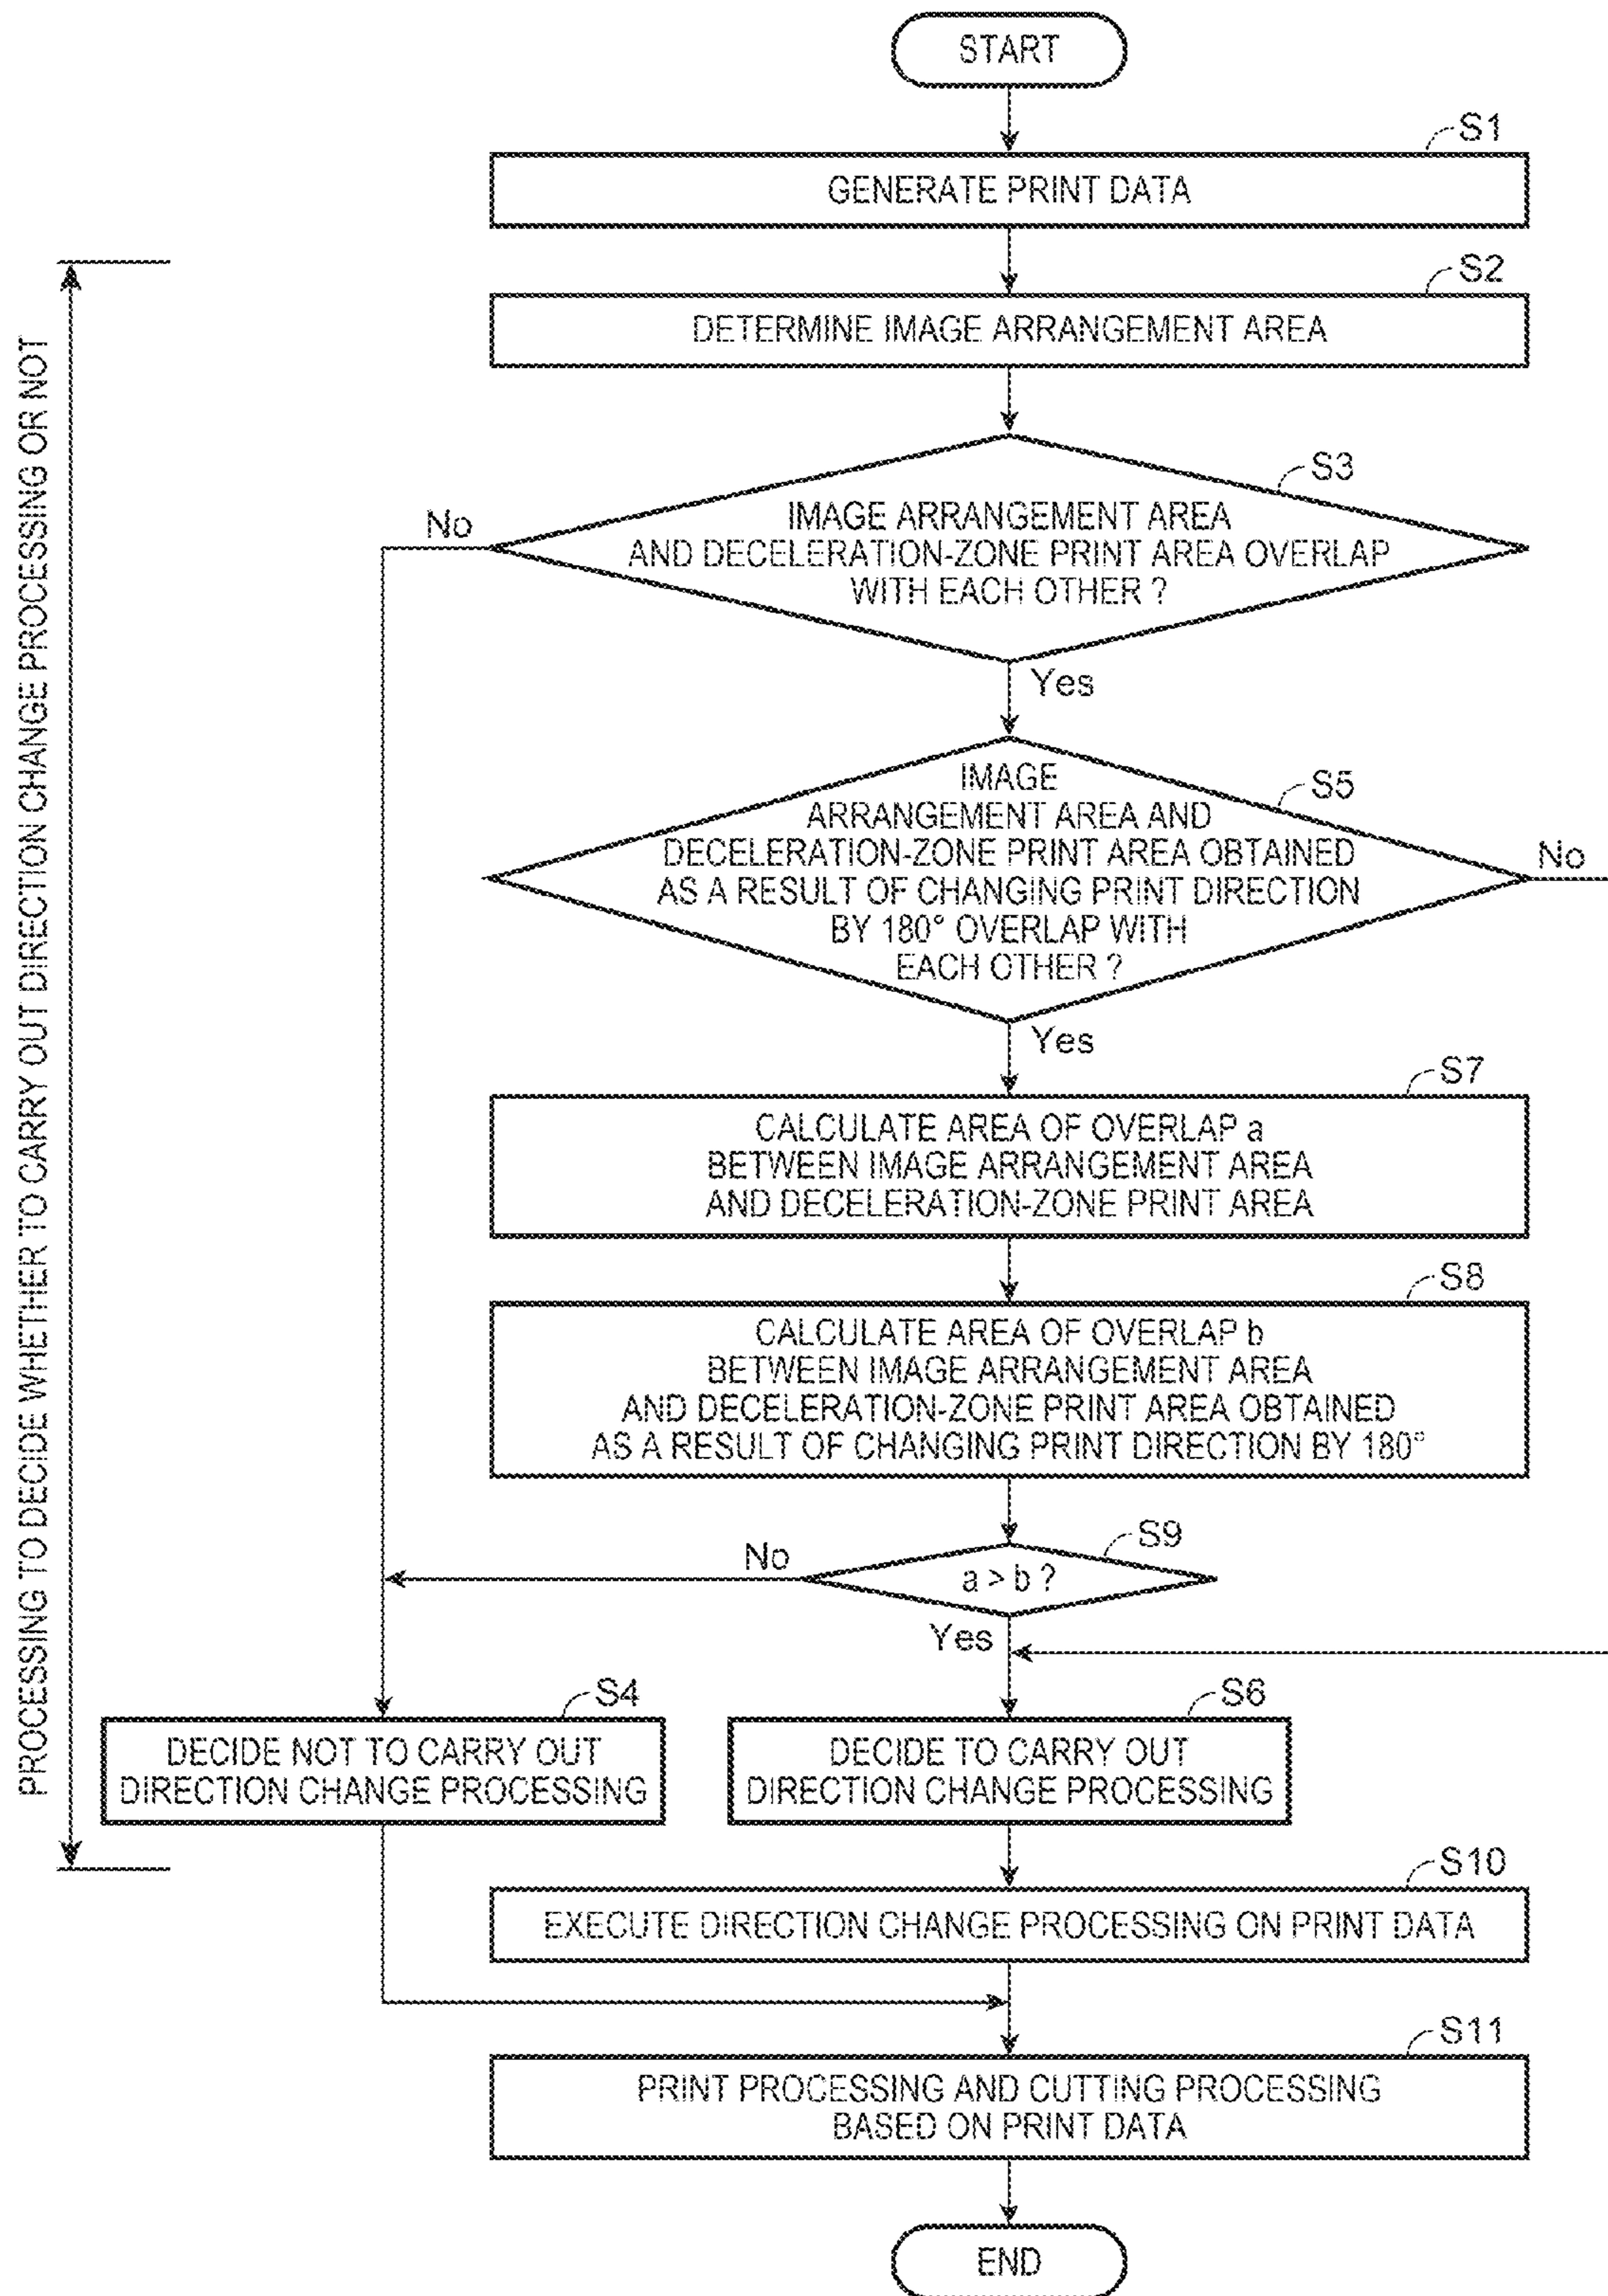 START
S1
GENERATE PRINT DATA
S2
DETERMINE IMAGE ARRANGEMENT AREA
PROCESSING TO DECIDE WHETHER TO CARRY OUT DIRECTION CHANGE PROCESSING OR NOT
S3
IMAGE ARRANGEMENT AREA
AND DECELERATION-ZONE PRINT AREA OVERLAP
WITH EACH OTHER ?
No
Yes
S5
IMAGE
ARRANGEMENT AREA AND
DECELERATION-ZONE PRINT AREA OBTAINED
AS A RESULT OF CHANGING PRINT DIRECTION
BY 180° OVERLAP WITH
EACH OTHER ?
No
Yes
S7
CALCULATE AREA OF OVERLAP a
BETWEEN IMAGE ARRANGEMENT AREA
AND DECELERATION-ZONE PRINT AREA
S8
CALCULATE AREA OF OVERLAP b
BETWEEN IMAGE ARRANGEMENT AREA
AND DECELERATION-ZONE PRINT AREA OBTAINED
AS A RESULT OF CHANGING PRINT DIRECTION BY 180°
S9
a > b ?
No
Yes
S4
DECIDE NOT TO CARRY OUT
DIRECTION CHANGE PROCESSING
S6
DECIDE TO CARRY OUT
DIRECTION CHANGE PROCESSING
S10
EXECUTE DIRECTION CHANGE PROCESSING ON PRINT DATA
S11
PRINT PROCESSING AND CUTTING PROCESSING
BASED ON PRINT DATA
END